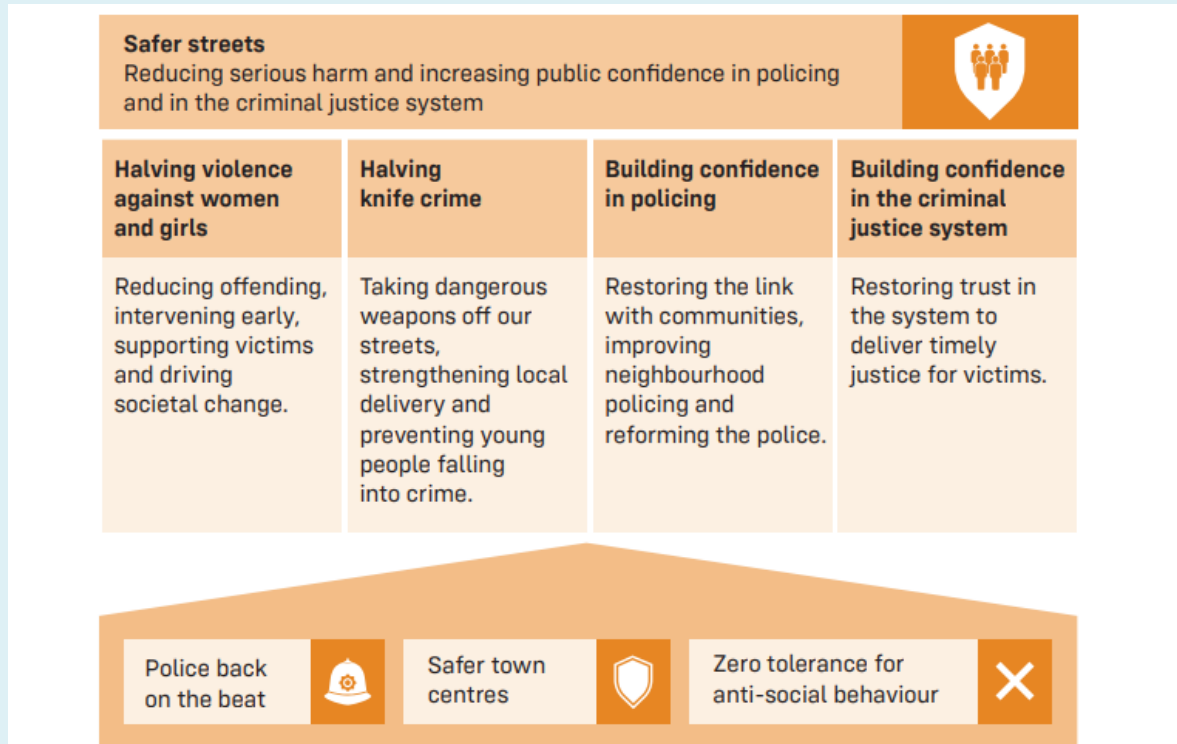 Safer streets
Reducing serious harm and increasing public confidence in policing
and in the criminal justice system
Halving violence
against women
and girls
Reducing offending,
intervening early,
supporting victims
and driving
societal change.
Halving
knife crime
Taking dangerous
weapons off our
streets,
strengthening local
delivery and
preventing young
people falling
into crime.
Building confidence
in policing
Restoring the link
with communities,
improving
neighbourhood
policing and
reforming the police.
Building confidence
in the criminal
justice system
Restoring trust in
the system to
deliver timely
justice for victims.
Police back
on the beat
Safer town
centres
Zero tolerance for
anti-social behaviour